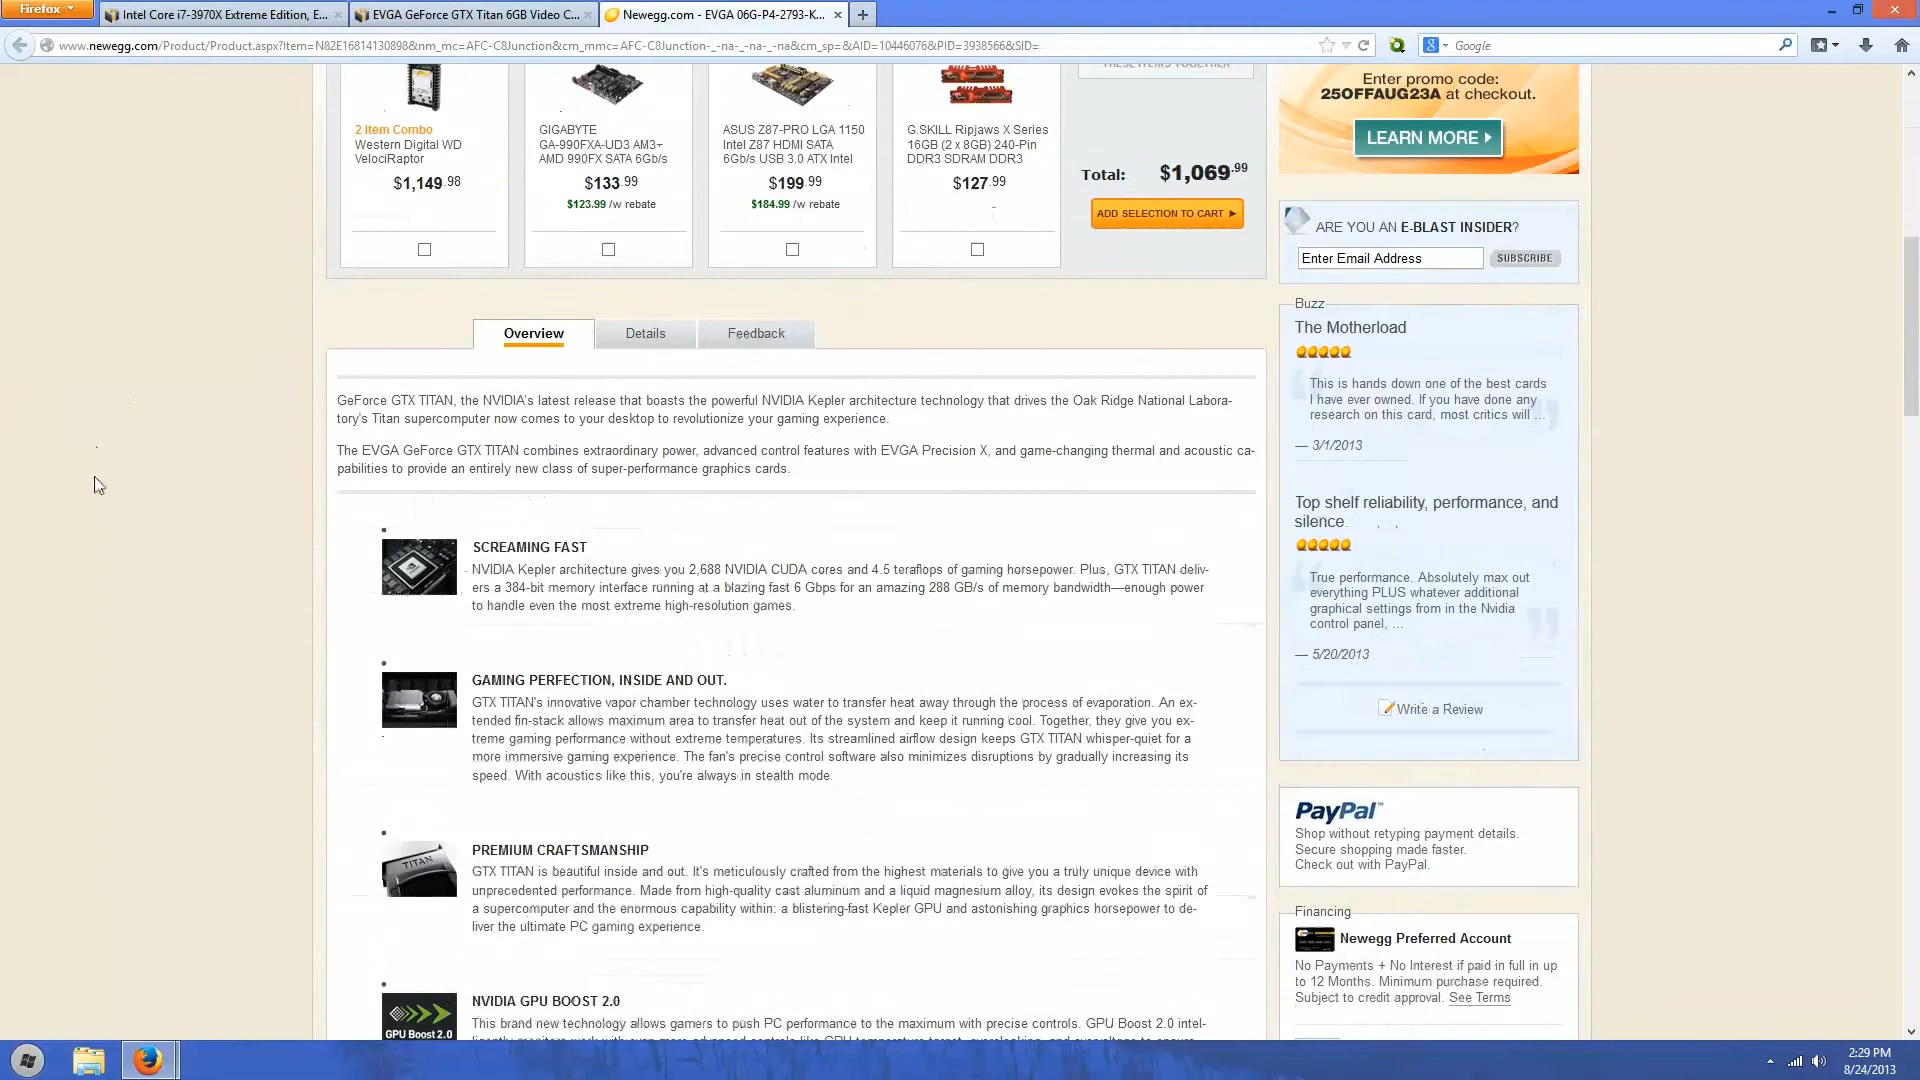 Firefox
Intel Core i7-3970X Extreme Edition, E...
EVGA GeForce GTX Titan 6GB Video C...
Newegg.com - EVGA 06G-P4-2793-K...
www.newegg.com/Product/Product.aspx?Item=N82E16814130898&nm_mc=AFC-C8Junction&cm_mmc=AFC-C8Junction-_-na-_-na-_-na&cm_sp=&AID=10446076&PID=3938566&SID=
Google
THESE ITEMS TOGETHER
2 Item Combo
Western Digital WD
VelociRaptor
$1,149.98
GIGABYTE
GA-990FXA-UD3 AM3+
AMD 990FX SATA 6Gb/s
$133.99
$123.99 /w rebate
ASUS Z87-PRO LGA 1150
Intel Z87 HDMI SATA
6Gb/s USB 3.0 ATX Intel
$199.99
$184.99 /w rebate
G.SKILL Ripjaws X Series
16GB (2 x 8GB) 240-Pin
DDR3 SDRAM DDR3
$127.99
Total: $1,069.99
ADD SELECTION TO CART
Enter promo code:
25OFFAUG23A at checkout.
LEARN MORE
ARE YOU AN E-BLAST INSIDER?
Enter Email Address
SUBSCRIBE
Overview
Details
Feedback
GeForce GTX TITAN, the NVIDIA's latest release that boasts the powerful NVIDIA Kepler architecture technology that drives the Oak Ridge National Labora-
tory's Titan supercomputer now comes to your desktop to revolutionize your gaming experience.
The EVGA GeForce GTX TITAN combines extraordinary power, advanced control features with EVGA Precision X, and game-changing thermal and acoustic ca-
pabilities to provide an entirely new class of super-performance graphics cards.
SCREAMING FAST
NVIDIA Kepler architecture gives you 2,688 NVIDIA CUDA cores and 4.5 teraflops of gaming horsepower. Plus, GTX TITAN deliv-
ers a 384-bit memory interface running at a blazing fast 6 Gbps for an amazing 288 GB/s of memory bandwidth—enough power
to handle even the most extreme high-resolution games.
GAMING PERFECTION, INSIDE AND OUT.
GTX TITAN's innovative vapor chamber technology uses water to transfer heat away through the process of evaporation. An ex-
tended fin-stack allows maximum area to transfer heat out of the system and keep it running cool. Together, they give you ex-
treme gaming performance without extreme temperatures. Its streamlined airflow design keeps GTX TITAN whisper-quiet for a
more immersive gaming experience. The fan's precise control software also minimizes disruptions by gradually increasing its
speed. With acoustics like this, you're always in stealth mode.
TITAN
PREMIUM CRAFTSMANSHIP
GTX TITAN is beautiful inside and out. It's meticulously crafted from the highest materials to give you a truly unique device with
unprecedented performance. Made from high-quality cast aluminum and a liquid magnesium alloy, its design evokes the spirit of
a supercomputer and the enormous capability within: a blistering-fast Kepler GPU and astonishing graphics horsepower to de-
liver the ultimate PC gaming experience.
GPU Boost 2.0
NVIDIA GPU BOOST 2.0
This brand new technology allows gamers to push PC performance to the maximum with precise controls. GPU Boost 2.0 intel-
Buzz
The Motherload
This is hands down one of the best cards
I have ever owned. If you have done any
research on this card, most critics will ...
— 3/1/2013
Top shelf reliability, performance, and
silence.
True performance. Absolutely max out
everything PLUS whatever additional
graphical settings from in the Nvidia
control panel, ...
— 5/20/2013
Write a Review
PayPal™
Shop without retyping payment details.
Secure shopping made faster.
Check out with PayPal.
Financing
Newegg Preferred Account
No Payments + No Interest if paid in full in up
to 12 Months. Minimum purchase required.
Subject to credit approval. See Terms
2:29 PM
8/24/2013